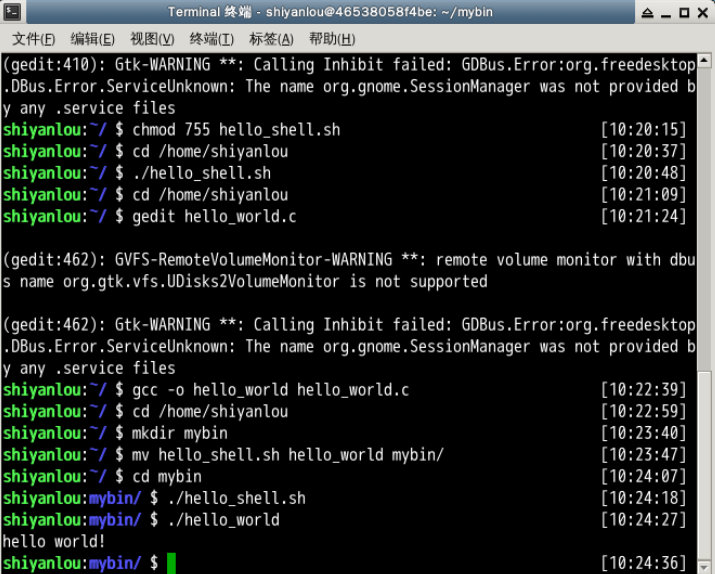 Terminal 终端 - shiyanlou@46538058f4be: ~/mybin
文件(F) 编辑(E) 视图(V) 终端(T) 标签(A) 帮助(H)
(gedit:410): Gtk-WARNING **: Calling Inhibit failed: GDBus.Error:org.freedesktop
.DBus.Error.ServiceUnknown: The name org.gnome.SessionManager was not provided b
y any .service files
shiyanlou:~/ $ chmod 755 hello_shell.sh [10:20:15]
shiyanlou:~/ $ cd /home/shiyanlou [10:20:37]
shiyanlou:~/ $ ./hello_shell.sh [10:20:48]
shiyanlou:~/ $ cd /home/shiyanlou [10:21:09]
shiyanlou:~/ $ gedit hello_world.c [10:21:24]
(gedit:462): GVFS-RemoteVolumeMonitor-WARNING **: remote volume monitor with dbu
s name org.gtk.vfs.UDisks2VolumeMonitor is not supported
(gedit:462): Gtk-WARNING **: Calling Inhibit failed: GDBus.Error:org.freedesktop
.DBus.Error.ServiceUnknown: The name org.gnome.SessionManager was not provided b
y any .service files
shiyanlou:~/ $ gcc -o hello_world hello_world.c [10:22:39]
shiyanlou:~/ $ cd /home/shiyanlou [10:22:59]
shiyanlou:~/ $ mkdir mybin [10:23:40]
shiyanlou:~/ $ mv hello_shell.sh hello_world mybin/ [10:23:47]
shiyanlou:~/ $ cd mybin [10:24:07]
shiyanlou:mybin/ $ ./hello_shell.sh [10:24:18]
shiyanlou:mybin/ $ ./hello_world [10:24:27]
hello world!
shiyanlou:mybin/ $ [10:24:36]